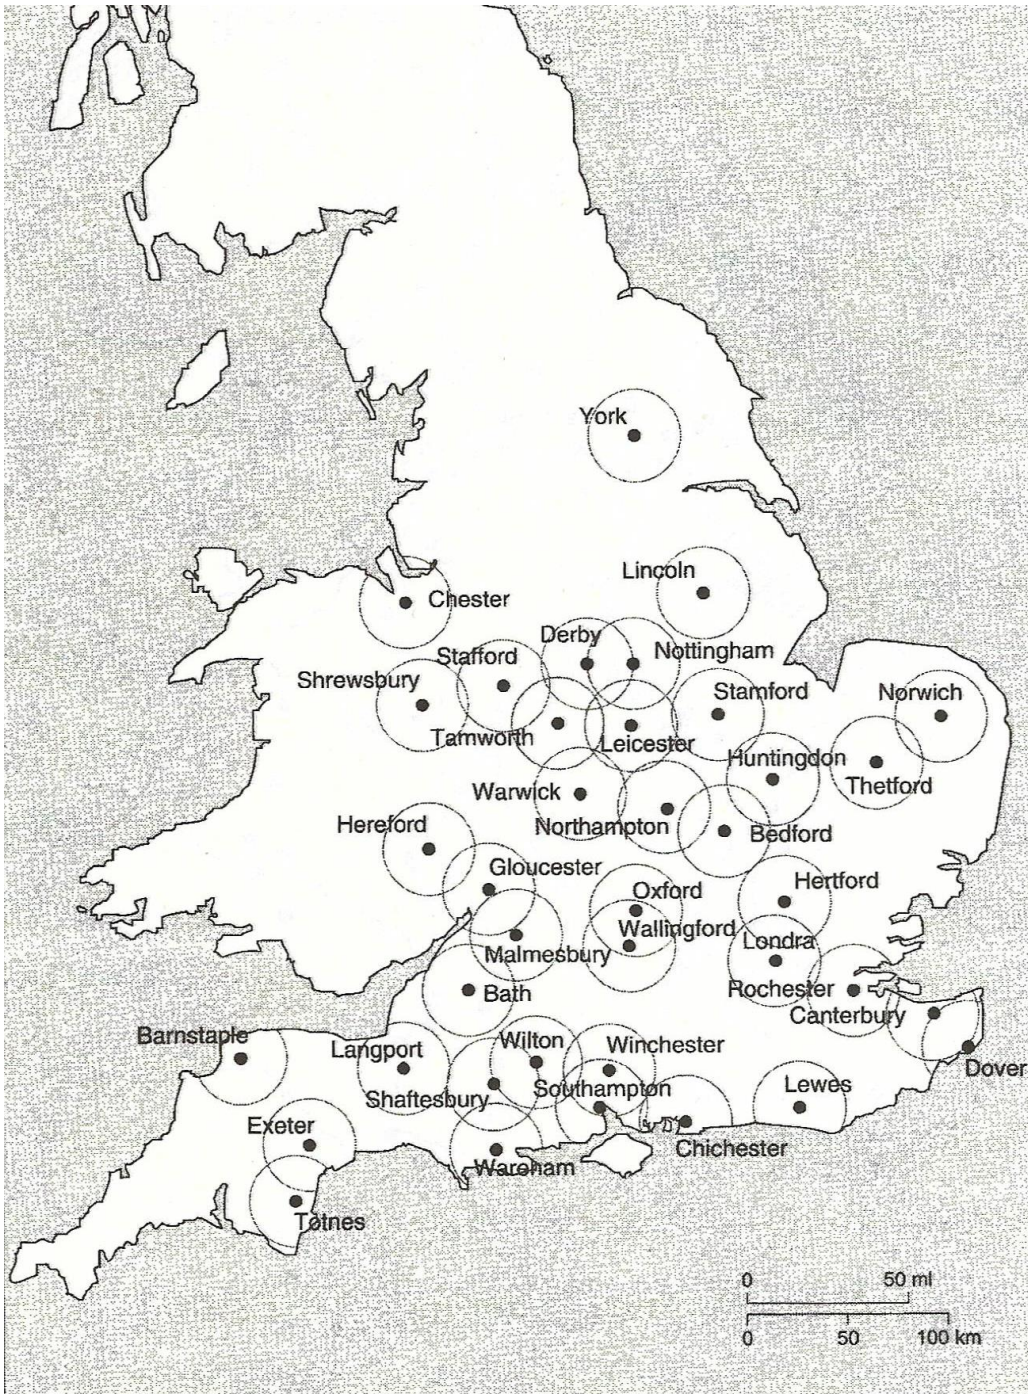 York
Lincoln
Chester
Derby
Nottingham
Stafford
Shrewsbury
Stamford
Norwich
Tamworth
Leicester
Huntingdon
Thetford
Warwick
Northampton
Bedford
Hereford
Gloucester
Oxford
Hertford
Wallingford
Londra
Malmesbury
Bath
Rochester
Canterbury
Barnstaple
Langport
Wilton
Winchester
Dover
Shaftesbury
Southampton
Lewes
Exeter
Chichester
Wareham
Totnes
0 50 ml
0 50 100 km